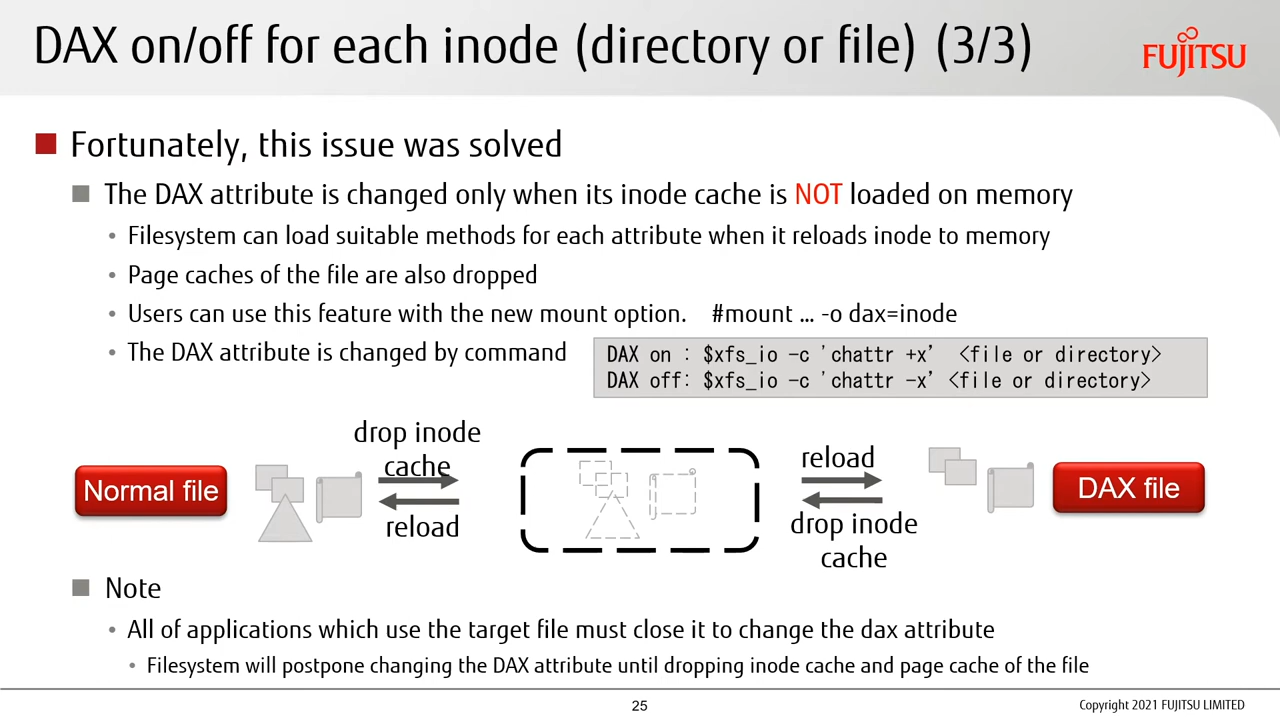 DAX on/off for each inode (directory or file) (3/3)
FUJITSU
Fortunately, this issue was solved
The DAX attribute is changed only when its inode cache is NOT loaded on memory
• Filesystem can load suitable methods for each attribute when it reloads inode to memory
• Page caches of the file are also dropped
• Users can use this feature with the new mount option. #mount ... -o dax=inode
• The DAX attribute is changed by command
DAX on : $xfs_io -c 'chattr +x’ <file or directory>
DAX off: $xfs_io -c 'chattr -x’ <file or directory>
drop inode
cache
reload
Normal file
reload
drop inode
cache
DAX file
Note
• All of applications which use the target file must close it to change the dax attribute
• Filesystem will postpone changing the DAX attribute until dropping inode cache and page cache of the file
25
Copyright 2021 FUJITSU LIMITED